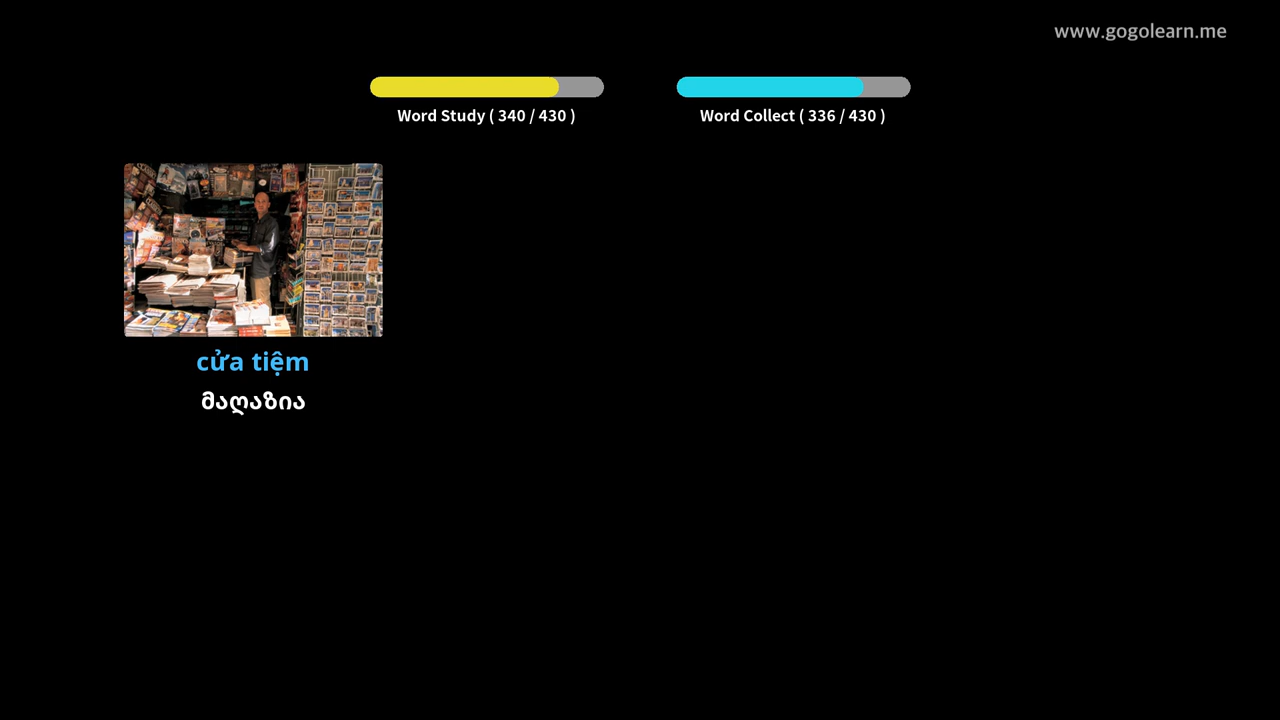 www.gogolearn.me
Word Study ( 340 / 430 )
Word Collect ( 336 / 430 )
cửa tiệm
მაღაზია